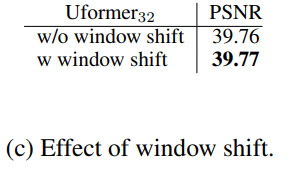 Uformer32 PSNR
w/o window shift 39.76
w window shift 39.77
(c) Effect of window shift.